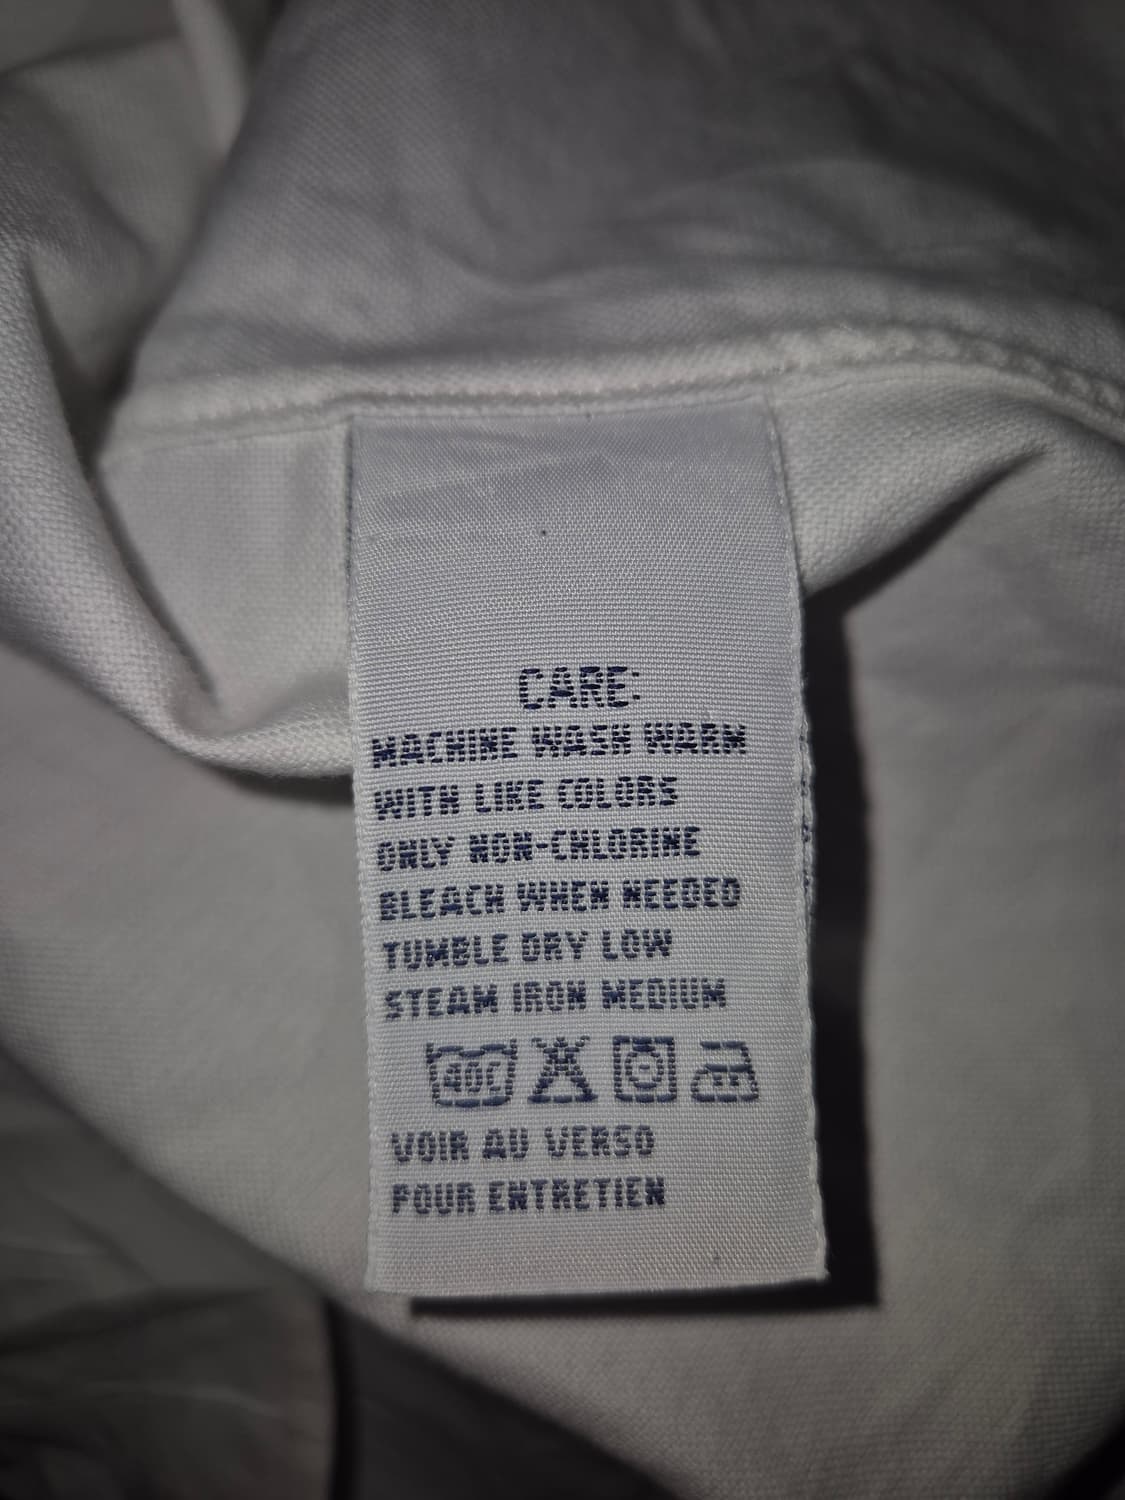 CARE:
MACHINE WASH WARM
WITH LIKE COLORS
ONLY NON-CHLORINE
BLEACH WHEN NEEDED
TUMBLE DRY LOW
STEAM IRON MEDIUM
40C
VOIR AU VERSO
POUR ENTRETIEN